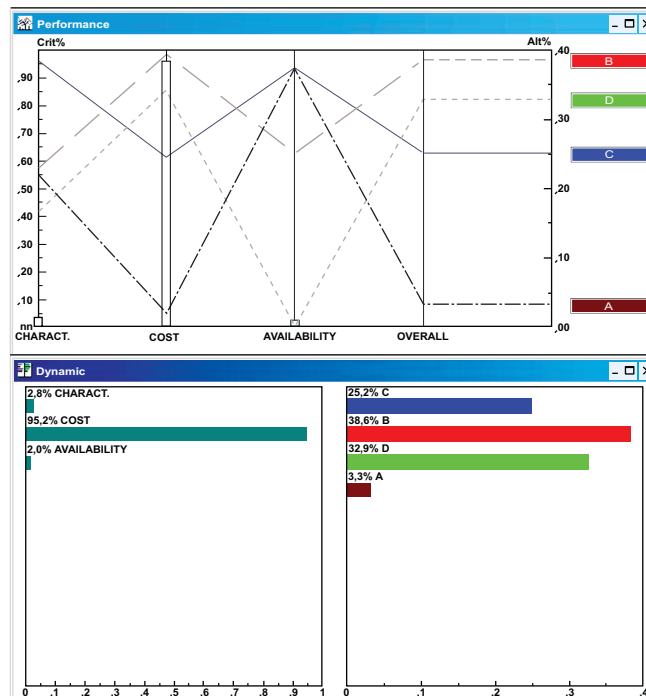 Performance
Crit% Alt%
,90
,80
,70
,60
,50
,40
,30
,20
,10
nn
,40
,30
,20
,10
,00
B
D
C
A
CHARACT. COST AVAILABILITY OVERALL
Dynamic
2,8% CHARACT.
95,2% COST
2,0% AVAILABILITY
0 .1 .2 .3 .4 .5 .6 .7 .8 .9 1
25,2% C
38,6% B
32,9% D
3,3% A
0 .1 .2 .3 .4